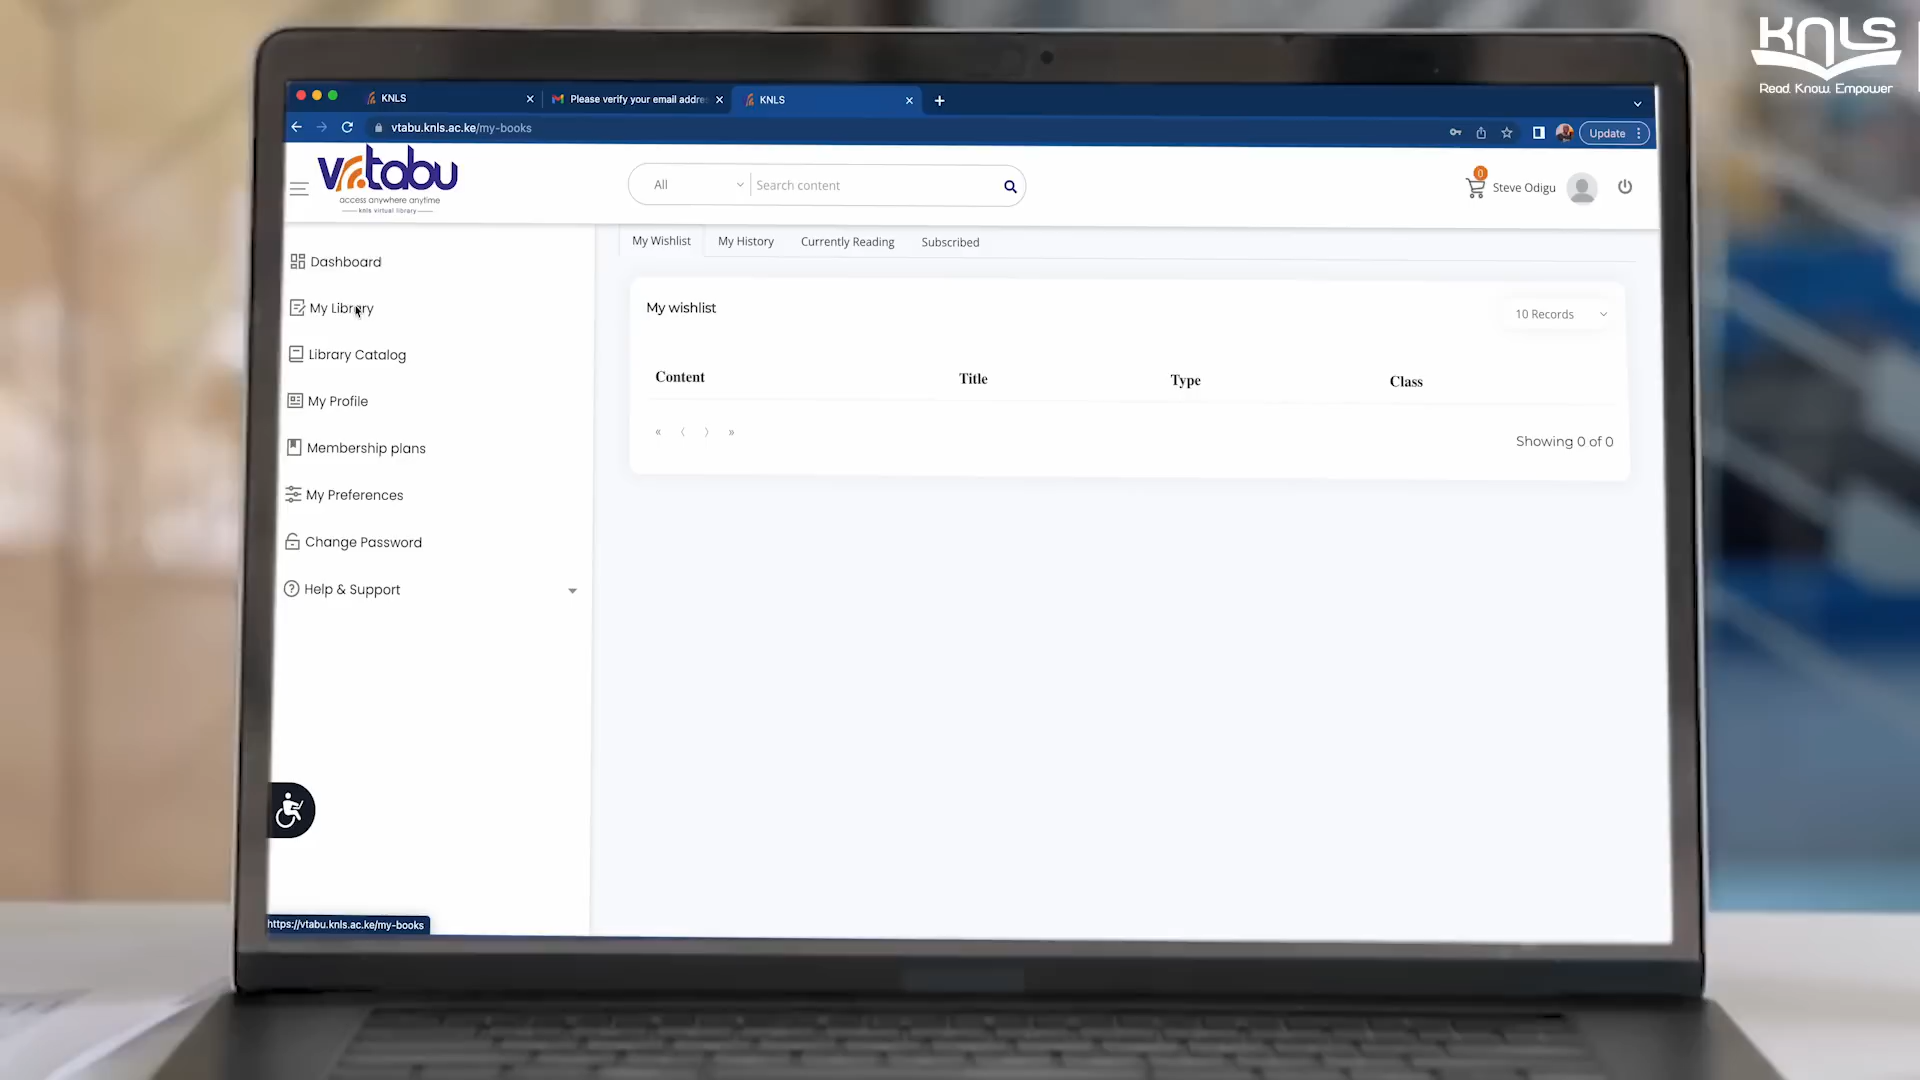 KNLS
Read. Know. Empower
KNLS
Please verify your email addre
KNLS
vtabu.knls.ac.ke/my-books
Update
vtabu
access anywhere anytime
knls virtual library
All
Search content
0
Steve Odigu
Dashboard
My Library
Library Catalog
My Profile
Membership plans
My Preferences
Change Password
Help & Support
My Wishlist
My History
Currently Reading
Subscribed
My wishlist
10 Records
Content
Title
Type
Class
« ‹ › »
Showing 0 of 0
https://vtabu.knls.ac.ke/my-books